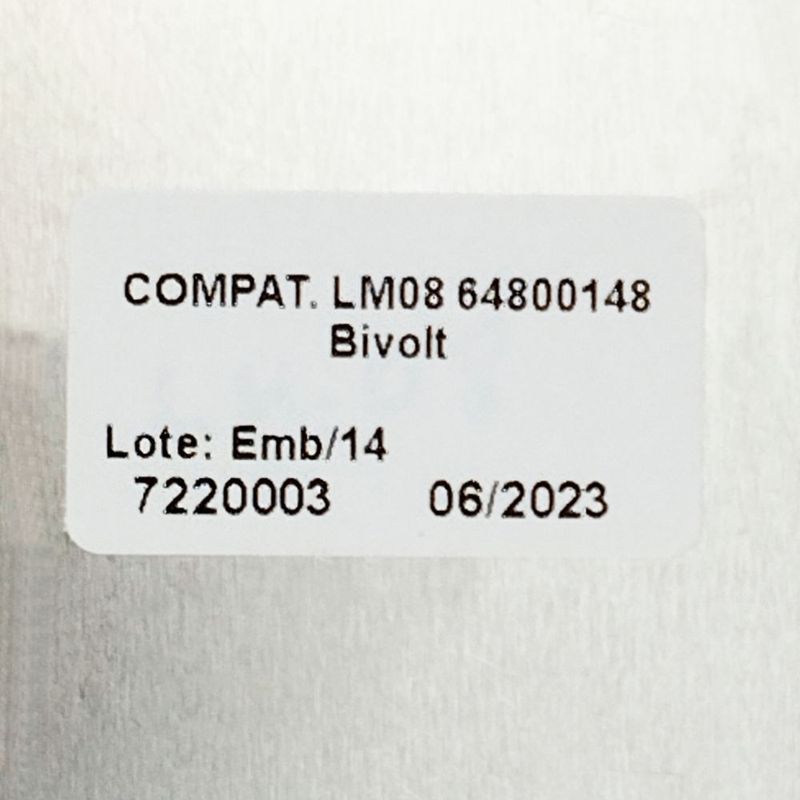 COMPAT. LM08 64800148
Bivolt
Lote: Emb/14
7220003 06/2023